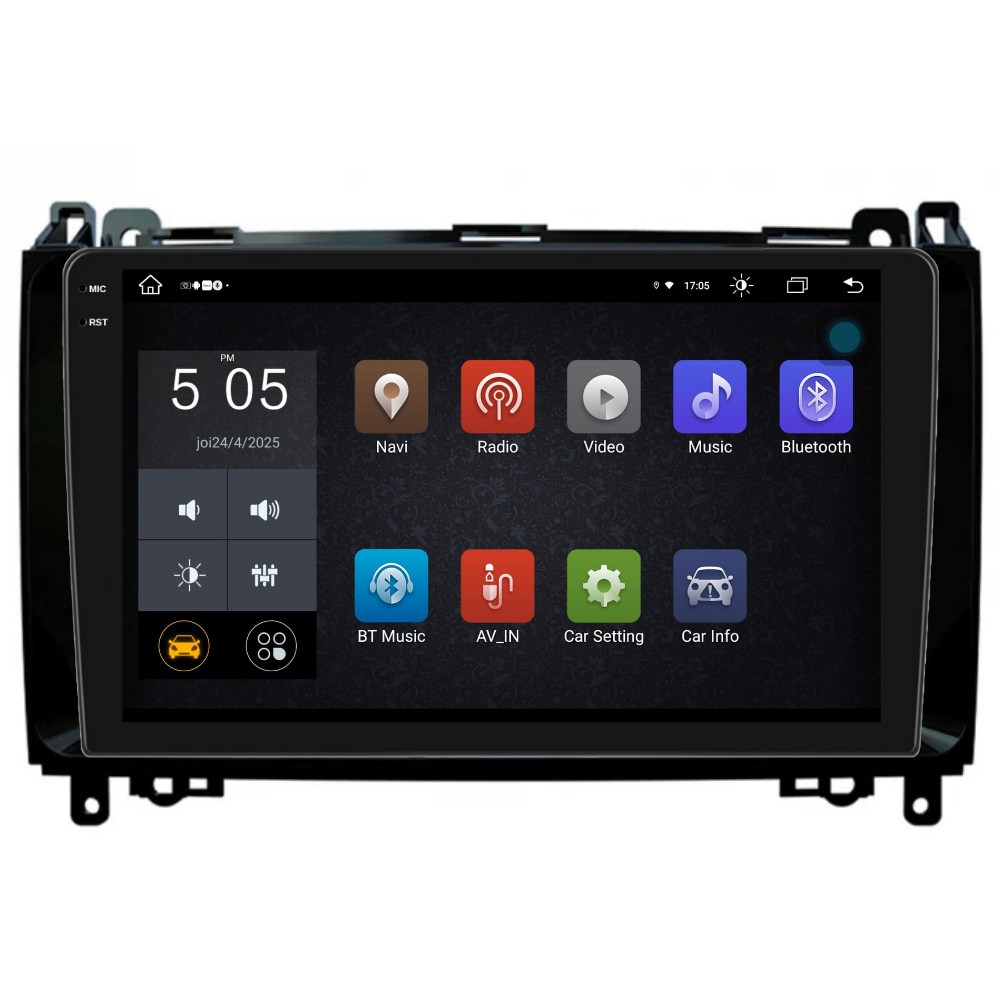 MIC
RST
17:05
PM
5 05
joi24/4/2025
Navi
Radio
Video
Music
Bluetooth
BT Music
AV_IN
Car Setting
Car Info